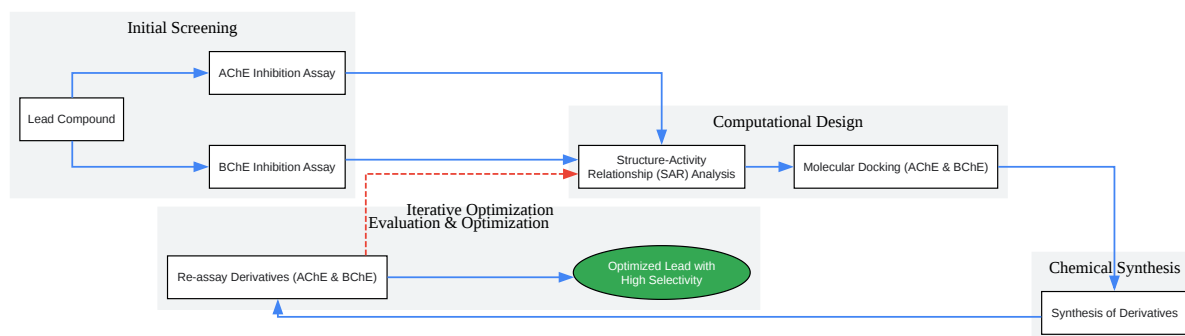 Initial Screening
AChE Inhibition Assay
Lead Compound
BChE Inhibition Assay
Computational Design
Structure-Activity
Relationship (SAR) Analysis
Molecular Docking (AChE & BChE)
Iterative Optimization
Evaluation & Optimization
Re-assay Derivatives (AChE & BChE)
Optimized Lead with
High Selectivity
Chemical Synthesis
Synthesis of Derivatives